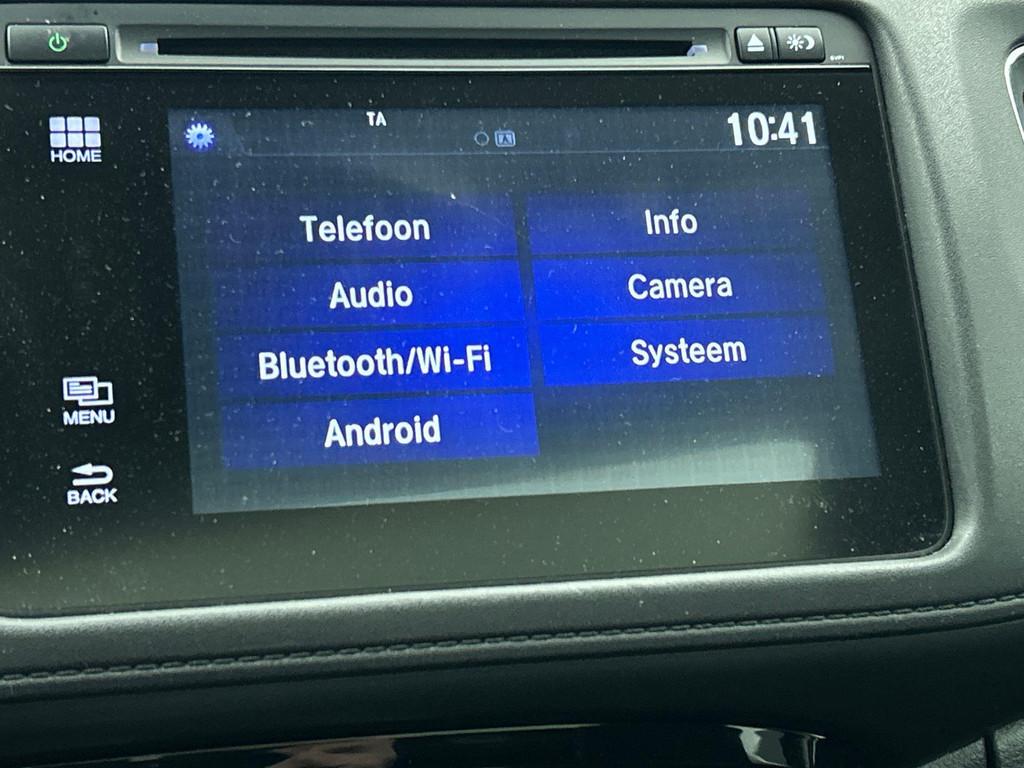 HOME
TA
10:41
Telefoon
Info
Audio
Camera
Bluetooth/Wi-Fi
Systeem
Android
MENU
BACK